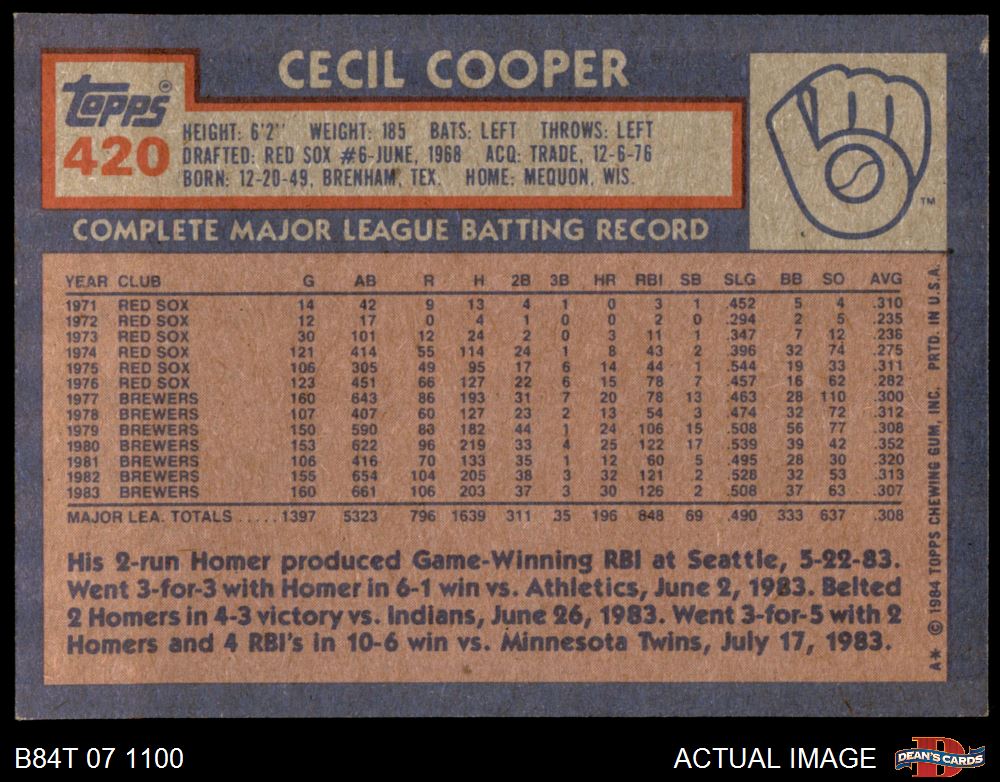 CECIL COOPER
Topps®
420
HEIGHT: 6'2" WEIGHT: 185 BATS: LEFT THROWS: LEFT
DRAFTED: RED SOX #6-JUNE, 1968 ACQ: TRADE, 12-6-76
BORN: 12-20-49, BRENHAM, TEX. HOME: MEQUON, WIS.
TM
COMPLETE MAJOR LEAGUE BATTING RECORD
YEAR CLUB G AB R H 2B 3B HR RBI SB SLG BB SO AVG
1971 RED SOX 14 42 9 13 4 1 0 3 1 .452 5 4 .310
1972 RED SOX 12 17 0 4 1 0 0 2 0 .294 2 5 .235
1973 RED SOX 30 101 12 24 2 0 3 11 1 .347 7 12 .236
1974 RED SOX 121 414 55 114 24 1 8 43 2 .396 32 74 .275
1975 RED SOX 106 305 49 95 17 6 14 44 1 .544 19 33 .311
1976 RED SOX 123 451 66 127 22 6 15 78 7 .457 16 62 .282
1977 BREWERS 160 643 86 193 31 7 20 78 13 .463 28 110 .300
1978 BREWERS 107 407 60 127 23 2 13 54 3 .474 32 72 .312
1979 BREWERS 150 590 83 182 44 1 24 106 15 .508 56 77 .308
1980 BREWERS 153 622 96 219 33 4 25 122 17 .539 39 42 .352
1981 BREWERS 106 416 70 133 35 1 12 60 5 .495 28 30 .320
1982 BREWERS 155 654 104 205 38 3 32 121 2 .528 32 53 .313
1983 BREWERS 160 661 106 203 37 3 30 126 2 .508 37 63 .307
MAJOR LEA. TOTALS .....1397 5323 796 1639 311 35 196 848 69 .490 333 637 .308
His 2-run Homer produced Game-Winning RBI at Seattle, 5-22-83.
Went 3-for-3 with Homer in 6-1 win vs. Athletics, June 2, 1983. Belted
2 Homers in 4-3 victory vs. Indians, June 26, 1983. Went 3-for-5 with 2
Homers and 4 RBI's in 10-6 win vs. Minnesota Twins, July 17, 1983.
A* © 1984 TOPPS CHEWING GUM, INC. PRTD. IN U.S.A.
B84T 07 1100
ACTUAL IMAGE
D
DEAN'S CARDS